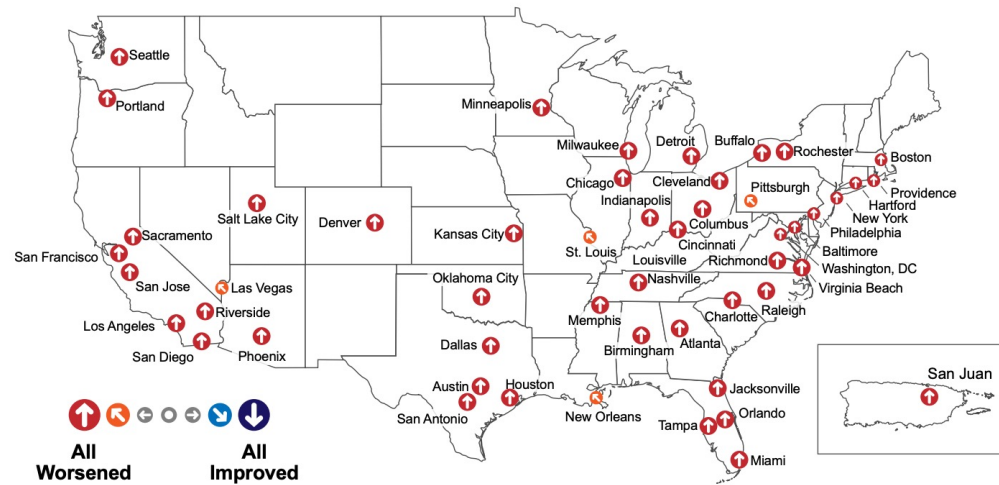 Seattle
Portland
Minneapolis
Milwaukee
Detroit
Buffalo
Rochester
Boston
Chicago
Cleveland
Pittsburgh
Providence
Hartford
Indianapolis
New York
Salt Lake City
Denver
Columbus
Philadelphia
Sacramento
Kansas City
Cincinnati
Baltimore
San Francisco
St. Louis
Louisville
Richmond
Washington, DC
San Jose
Las Vegas
Oklahoma City
Nashville
Virginia Beach
Riverside
Memphis
Charlotte
Raleigh
Los Angeles
San Diego
Phoenix
Dallas
Birmingham
Atlanta
San Juan
Austin
Houston
Jacksonville
San Antonio
New Orleans
Orlando
Tampa
Miami
All
Worsened
All
Improved